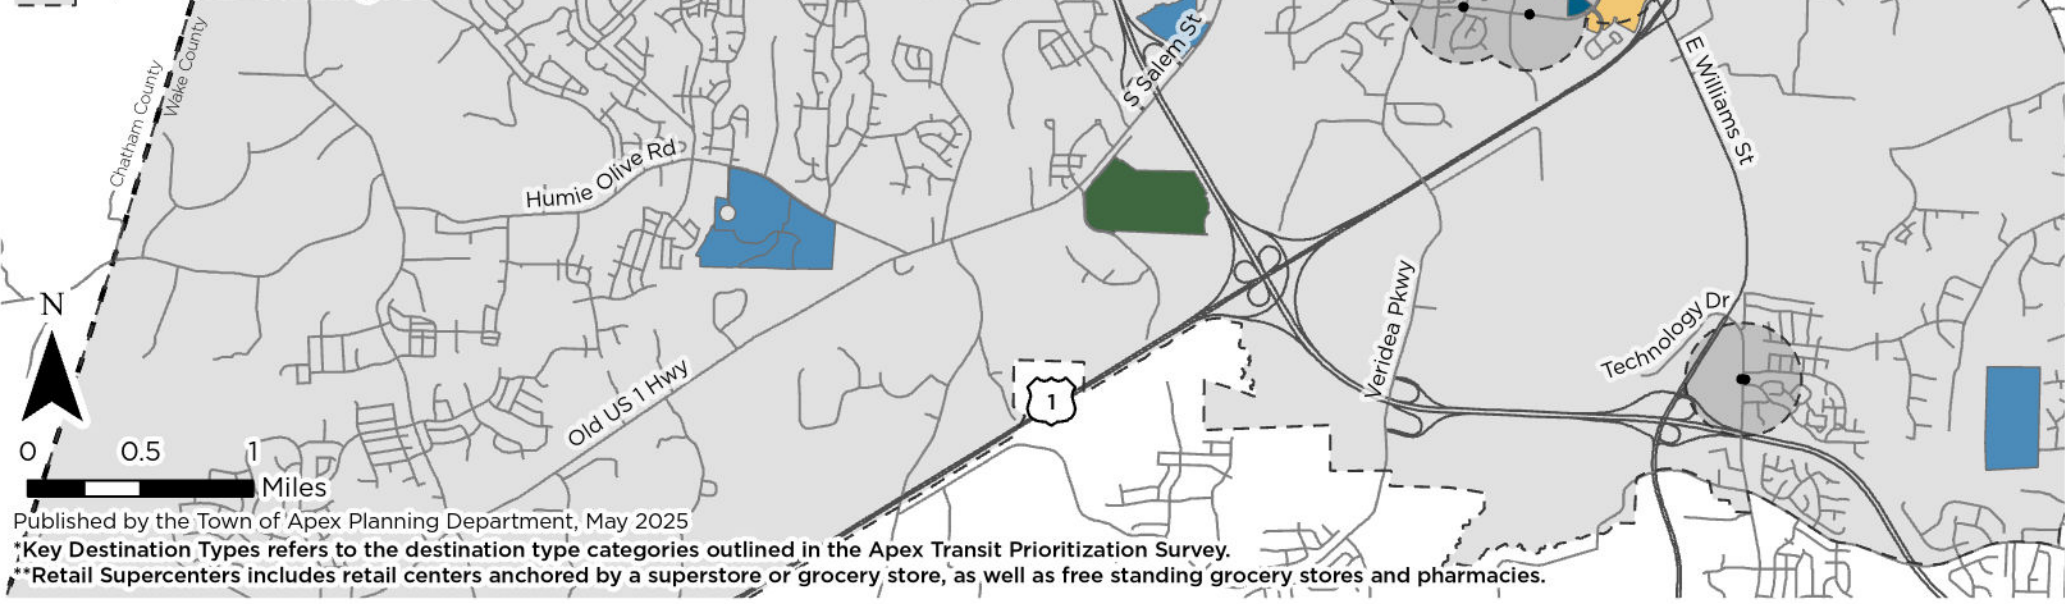 Chatham County
Wake County
S Salem St
E Williams St
Humie Olive Rd
N
Technology Dr
Veridea Pkwy
1
Old US 1 Hwy
0 0.5 1
Miles
Published by the Town of Apex Planning Department, May 2025
*Key Destination Types refers to the destination type categories outlined in the Apex Transit Prioritization Survey.
**Retail Supercenters includes retail centers anchored by a superstore or grocery store, as well as free standing grocery stores and pharmacies.